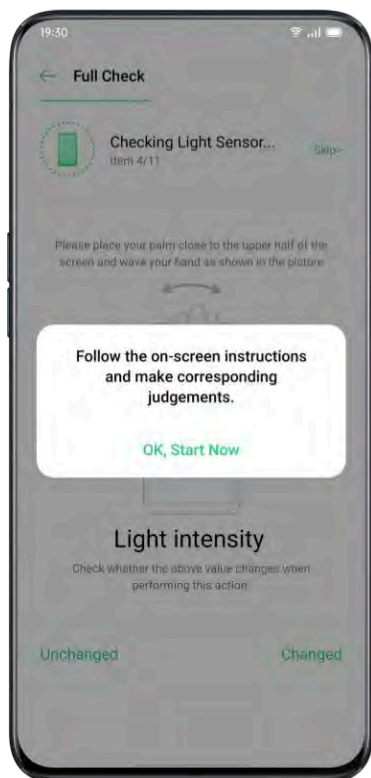 19:30
Full Check
Checking Light Sensor...
Item 4/11
Skip>
Please place your palm close to the upper half of the
screen and wave your hand as shown in the picture
Follow the on-screen instructions
and make corresponding
judgements.
OK, Start Now
Light intensity
Check whether the above value changes when
performing this action
Unchanged
Changed